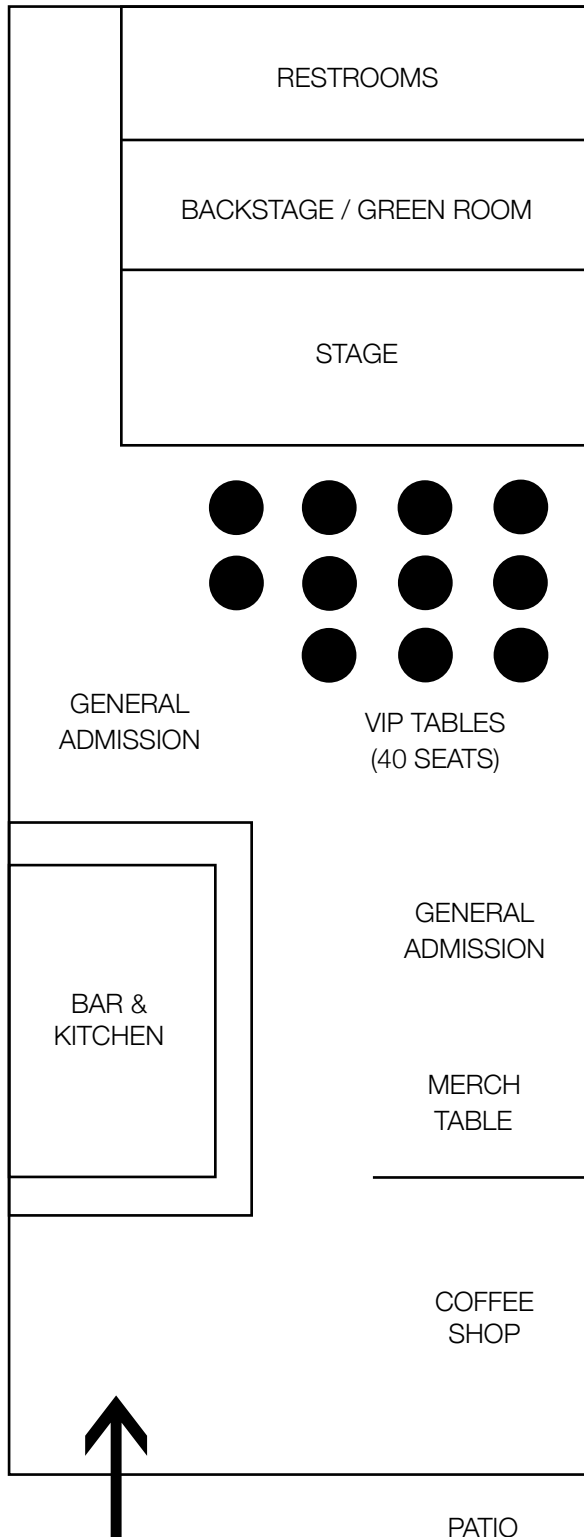 RESTROOMS
BACKSTAGE / GREEN ROOM
STAGE
GENERAL
ADMISSION
VIP TABLES
(40 SEATS)
GENERAL
ADMISSION
BAR &
KITCHEN
MERCH
TABLE
COFFEE
SHOP
PATIO